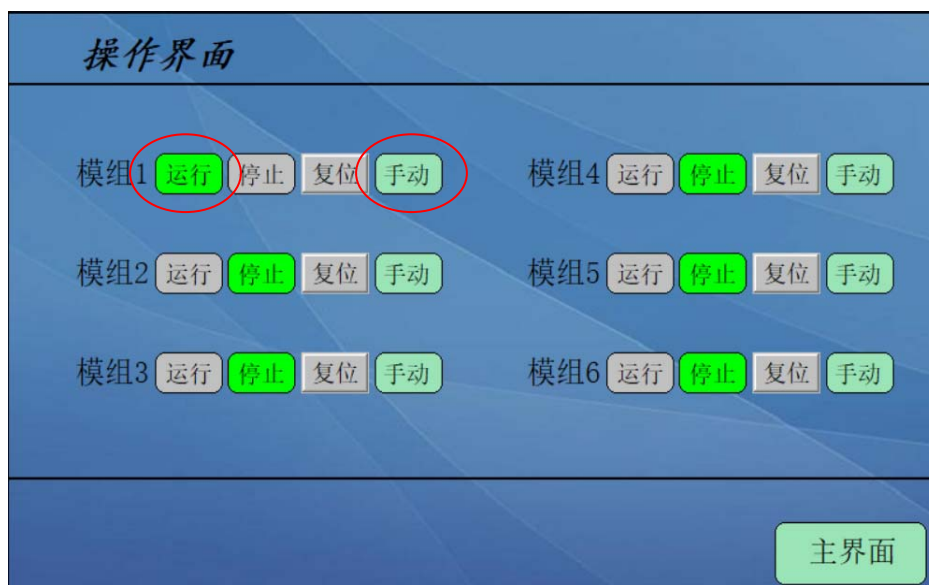 操作界面
模组1 运行 停止 复位 手动 模组4 运行 停止 复位 手动
模组2 运行 停止 复位 手动 模组5 运行 停止 复位 手动
模组3 运行 停止 复位 手动 模组6 运行 停止 复位 手动
主界面